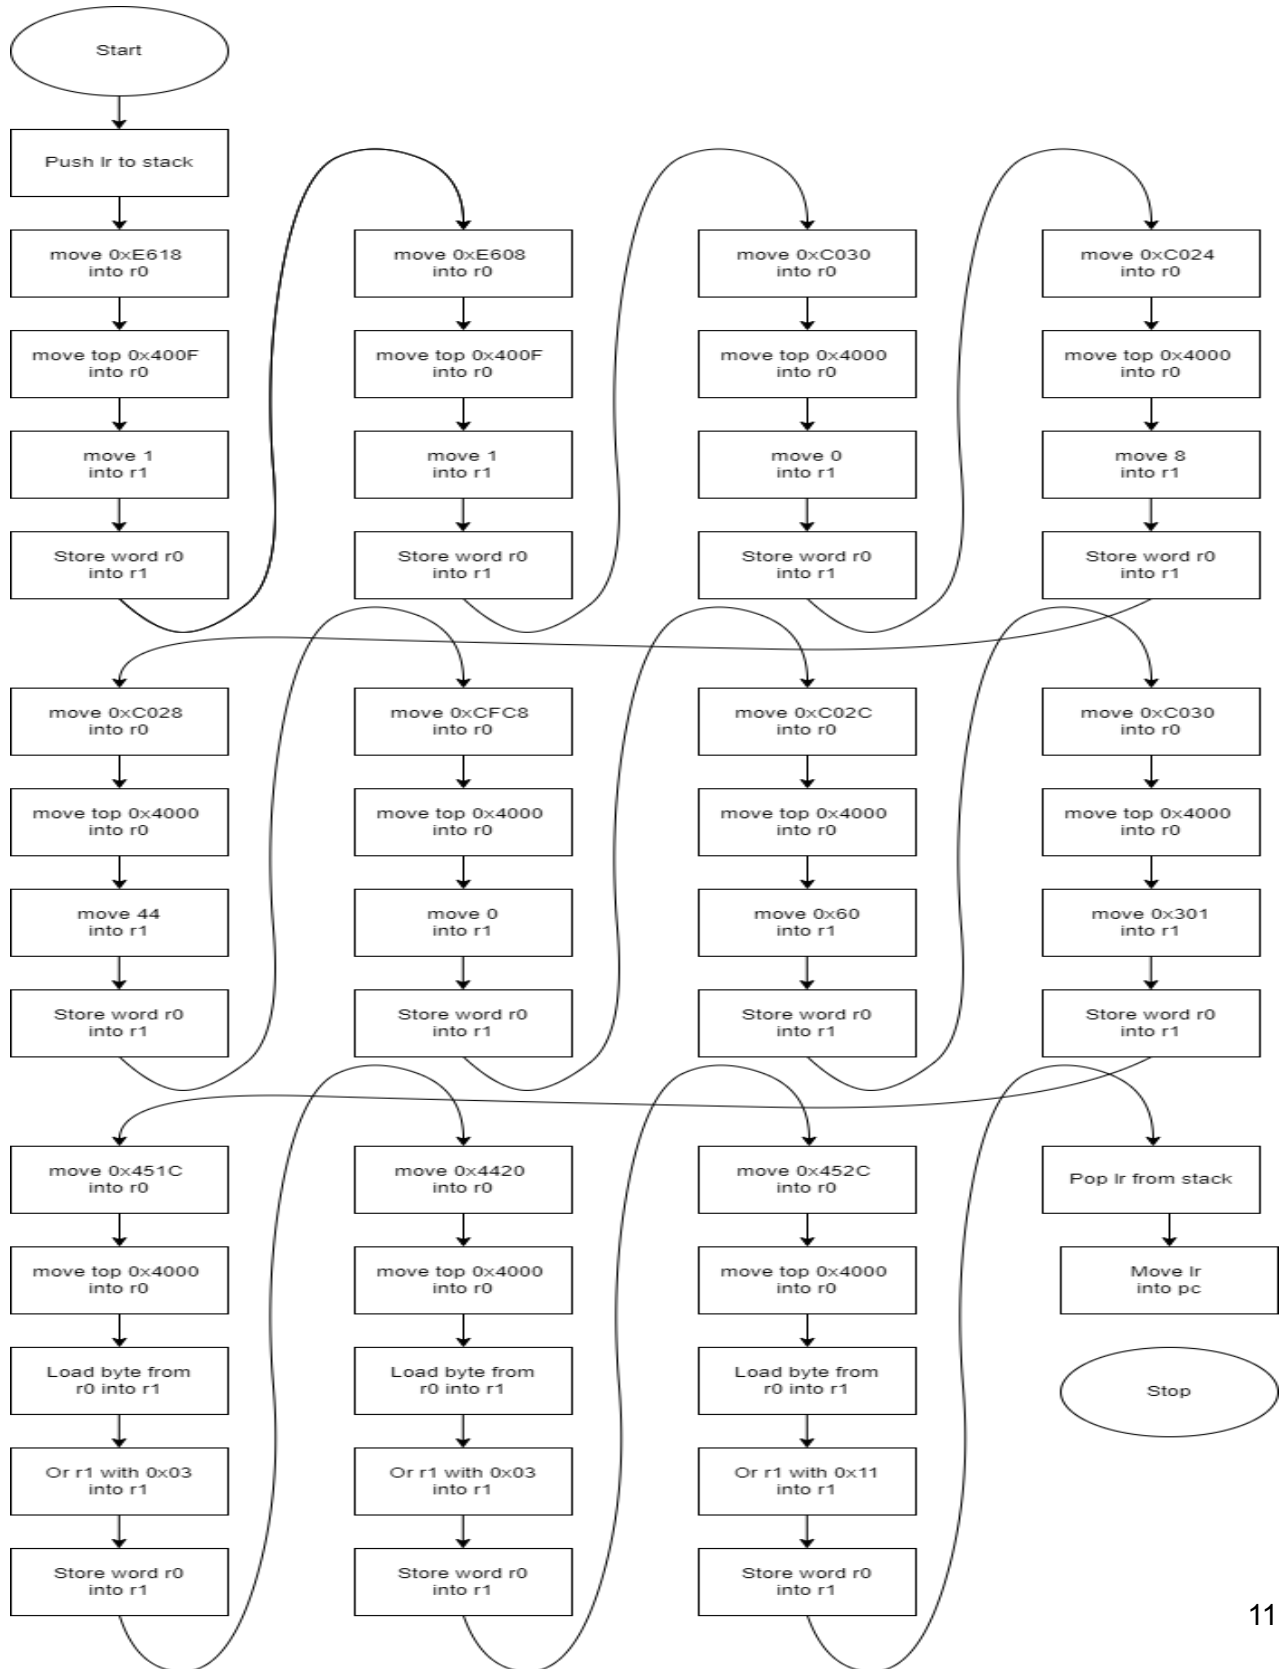 Start
Push lr to stack
move 0xE618
into r0
move top 0x400F
into r0
move 1
into r1
Store word r0
into r1
move 0xE608
into r0
move top 0x400F
into r0
move 1
into r1
Store word r0
into r1
move 0xC030
into r0
move top 0x4000
into r0
move 0
into r1
Store word r0
into r1
move 0xC024
into r0
move top 0x4000
into r0
move 8
into r1
Store word r0
into r1
move 0xC028
into r0
move top 0x4000
into r0
move 44
into r1
Store word r0
into r1
move 0xCFC8
into r0
move top 0x4000
into r0
move 0
into r1
Store word r0
into r1
move 0xC02C
into r0
move top 0x4000
into r0
move 0x60
into r1
Store word r0
into r1
move 0xC030
into r0
move top 0x4000
into r0
move 0x301
into r1
Store word r0
into r1
move 0x451C
into r0
move top 0x4000
into r0
Load byte from
r0 into r1
Or r1 with 0x03
into r1
Store word r0
into r1
move 0x4420
into r0
move top 0x4000
into r0
Load byte from
r0 into r1
Or r1 with 0x03
into r1
Store word r0
into r1
move 0x452C
into r0
move top 0x4000
into r0
Load byte from
r0 into r1
Or r1 with 0x11
into r1
Store word r0
into r1
Pop lr from stack
Move lr
into pc
Stop
11